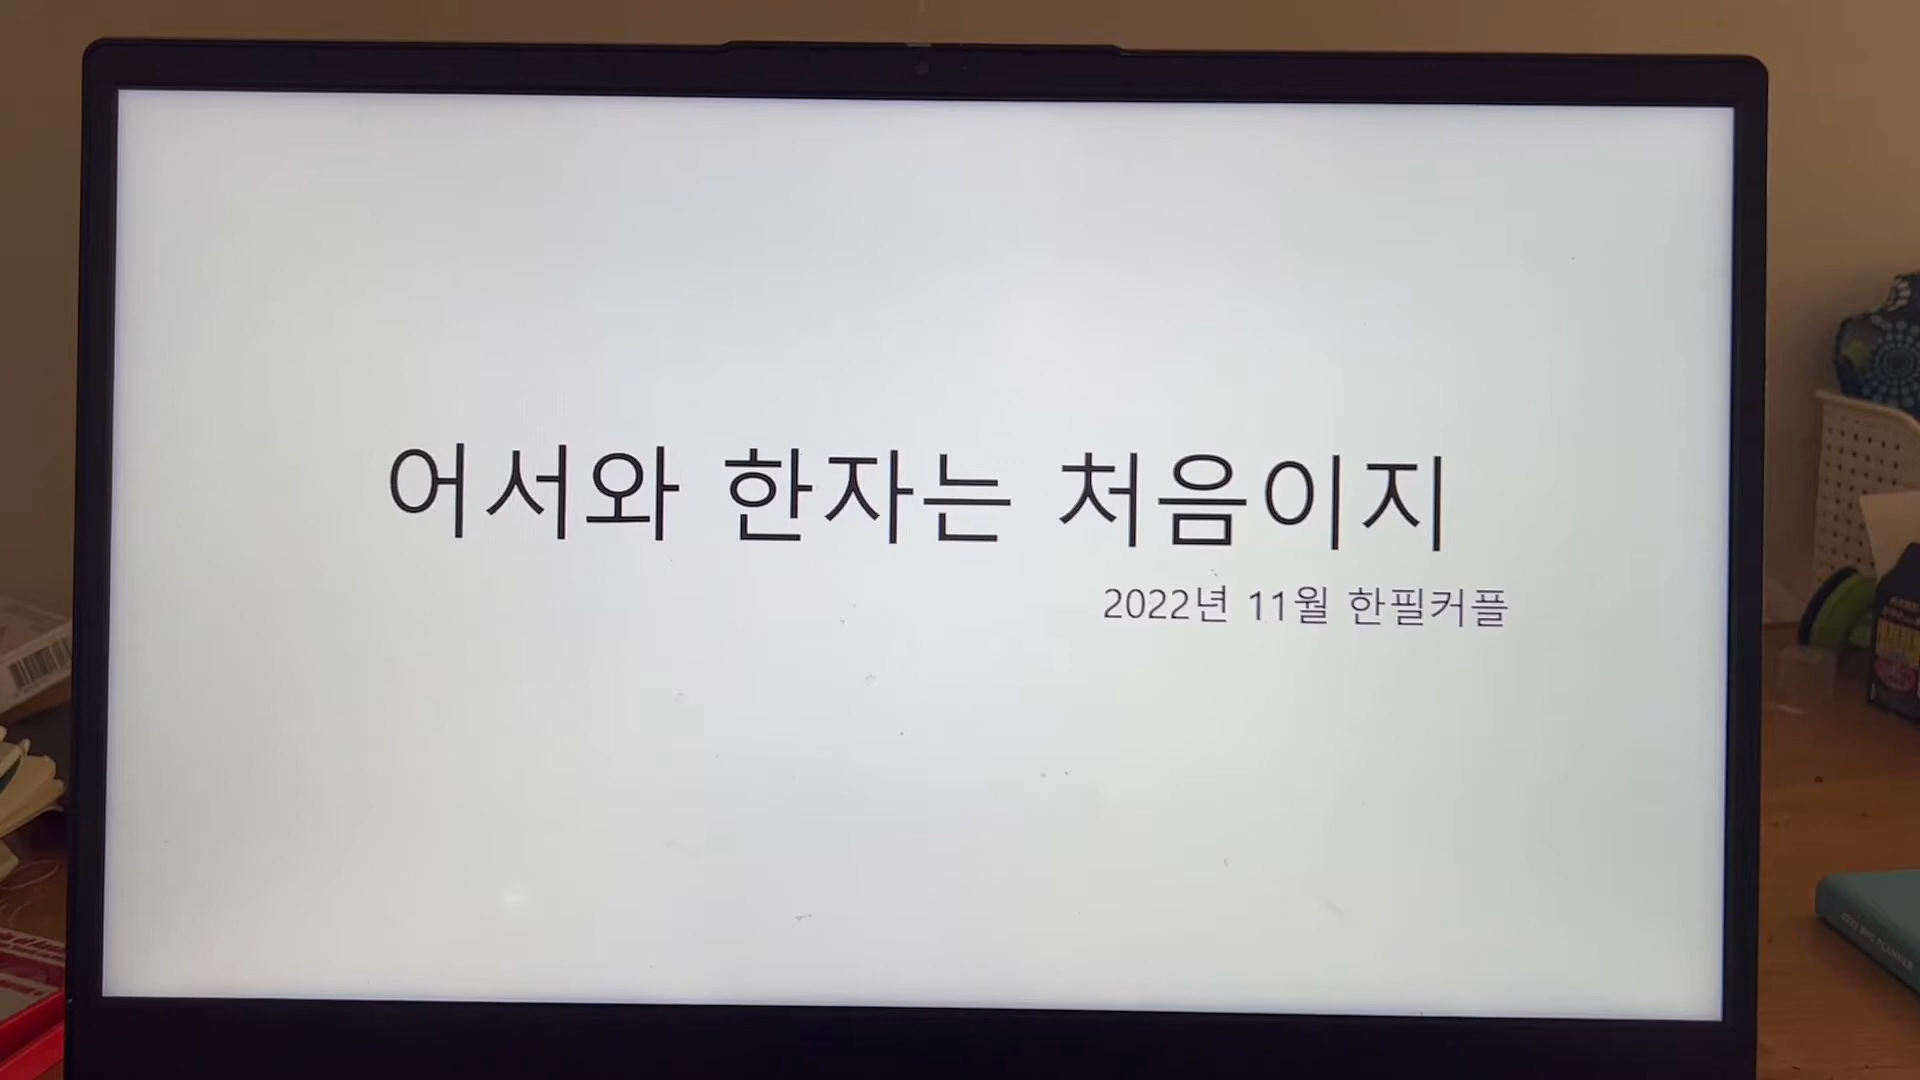 어서와 한자는 처음이지
2022년 11월 한필커플